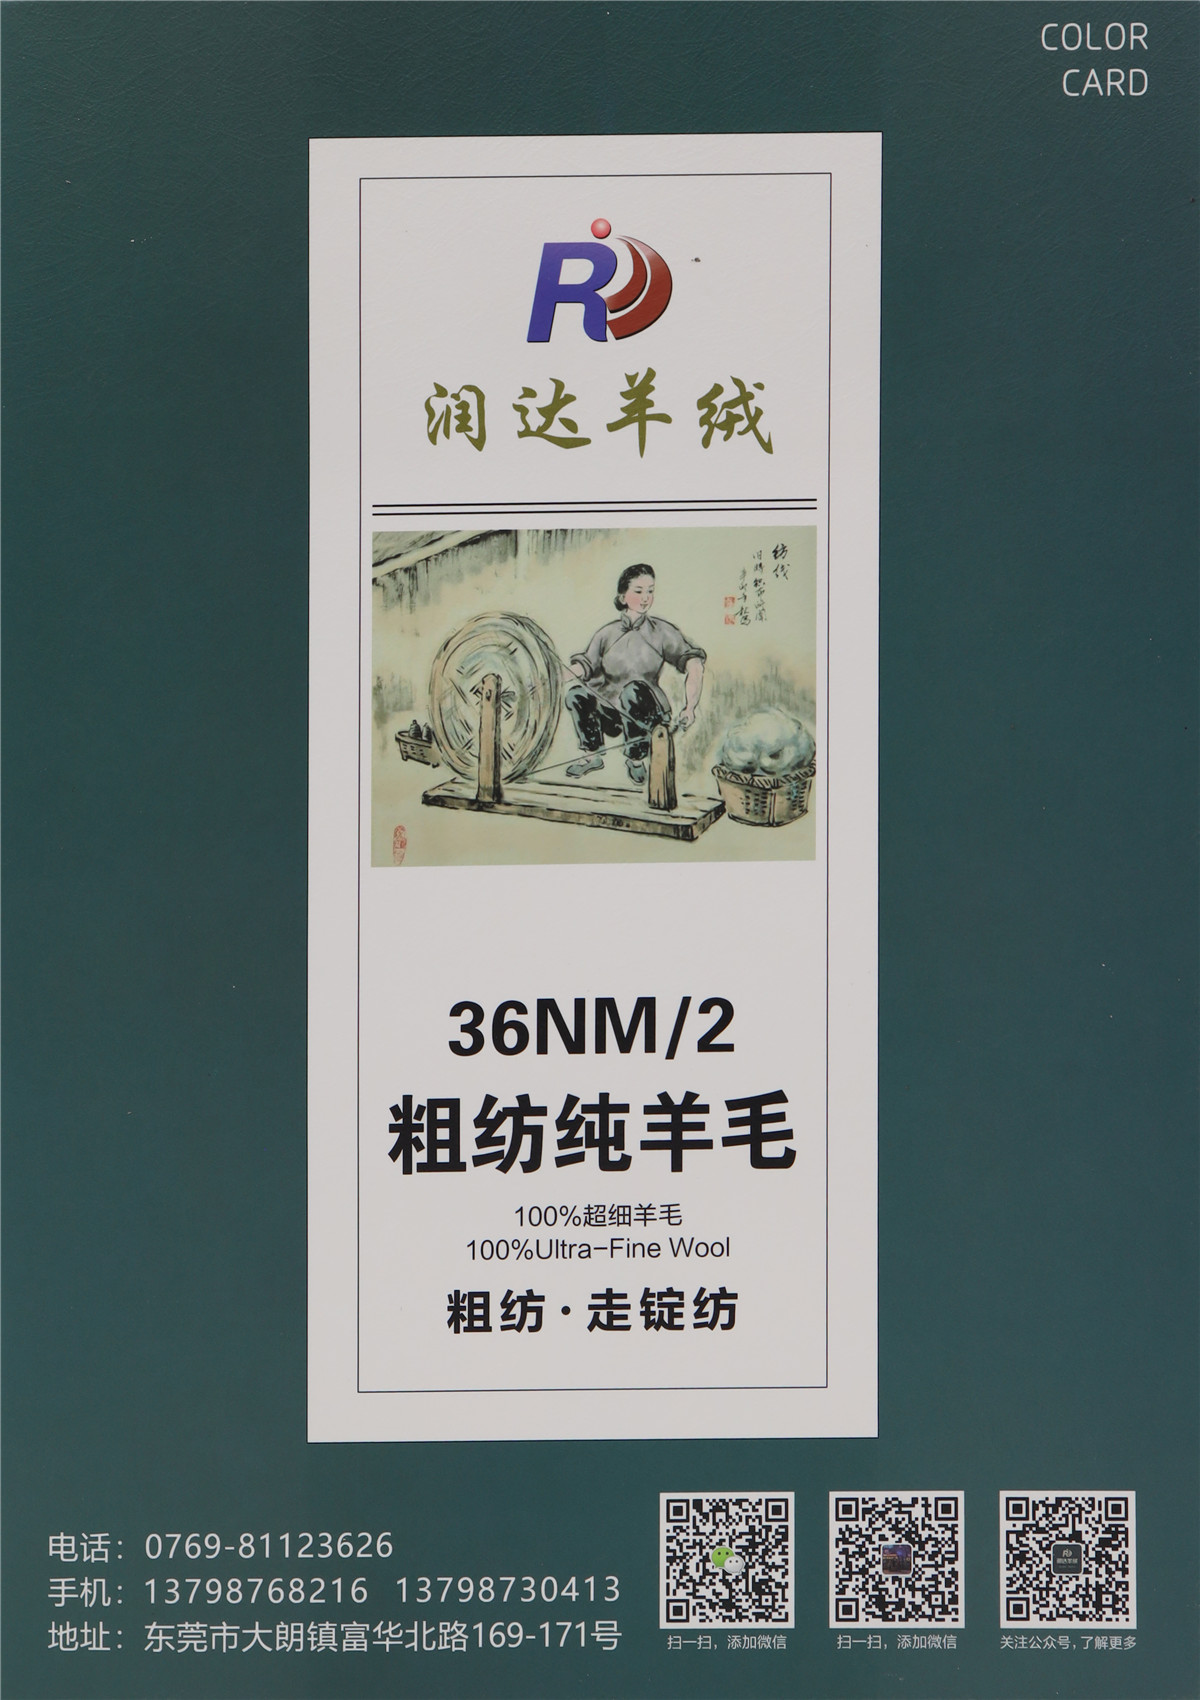 COLOR
CARD
R
润达羊绒
纺线
36NM/2
粗纺纯羊毛
100%超细羊毛
100%Ultra-Fine Wool
粗纺·走锭纺
电话：0769-81123626
手机：13798768216 13798730413
地址：东莞市大朗镇富华北路169-171号
扫一扫，添加微信
扫一扫，添加微信
关注公众号，了解更多